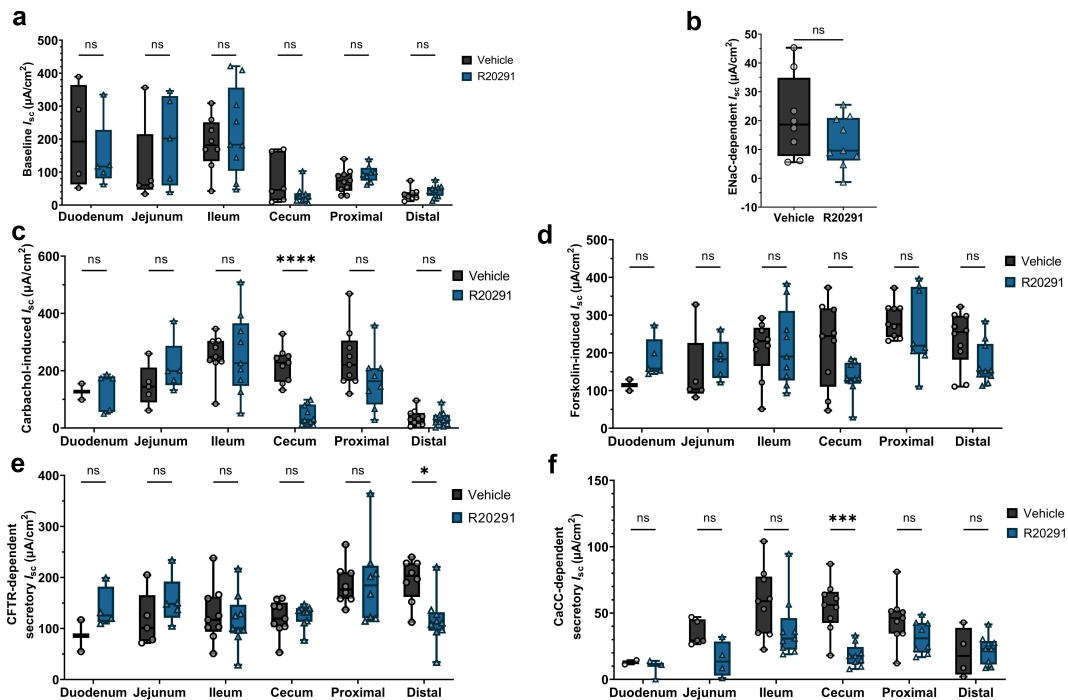 a
Baseline Isc (µA/cm²)
500
400
300
200
100
0
ns
ns
ns
ns
ns
ns
Duodenum
Jejunum
Ileum
Cecum
Proximal
Distal
Vehicle
R20291
b
ENaC-dependent Isc (µA/cm²)
50
40
30
20
10
0
-10
ns
Vehicle
R20291
c
Carbachol-induced Isc (µA/cm²)
600
400
200
0
ns
ns
ns
****
ns
ns
Duodenum
Jejunum
Ileum
Cecum
Proximal
Distal
Vehicle
R20291
d
Forskolin-induced Isc (µA/cm²)
500
400
300
200
100
0
ns
ns
ns
ns
ns
ns
Duodenum
Jejunum
Ileum
Cecum
Proximal
Distal
Vehicle
R20291
e
CFTR-dependent
secretory Isc (µA/cm²)
400
300
200
100
0
ns
ns
ns
ns
ns
*
Duodenum
Jejunum
Ileum
Cecum
Proximal
Distal
Vehicle
R20291
f
CaCC-dependent
secretory Isc (µA/cm²)
150
100
50
0
ns
ns
ns
***
ns
ns
Duodenum
Jejunum
Ileum
Cecum
Proximal
Distal
Vehicle
R20291